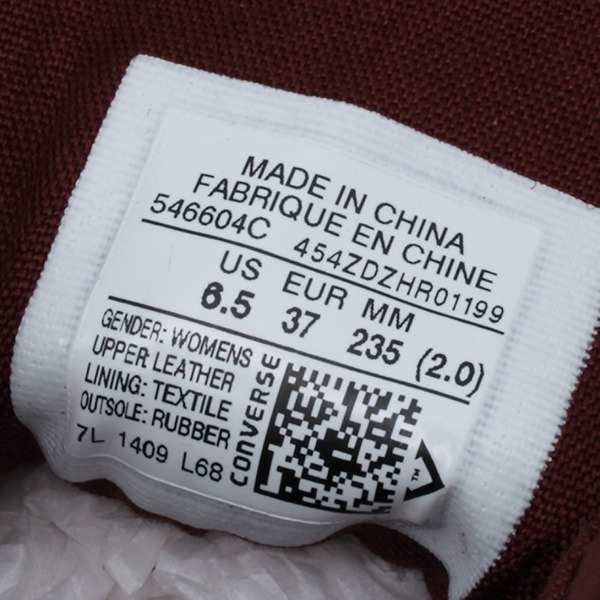 MADE IN CHINA
FABRIQUE EN CHINE
546604C 454ZDZHR01199
US EUR MM
6.5 37 235 (2.0)
GENDER: WOMENS
UPPER: LEATHER
LINING: TEXTILE
OUTSOLE: RUBBER
7L 1409 L68
CONVERSE
™